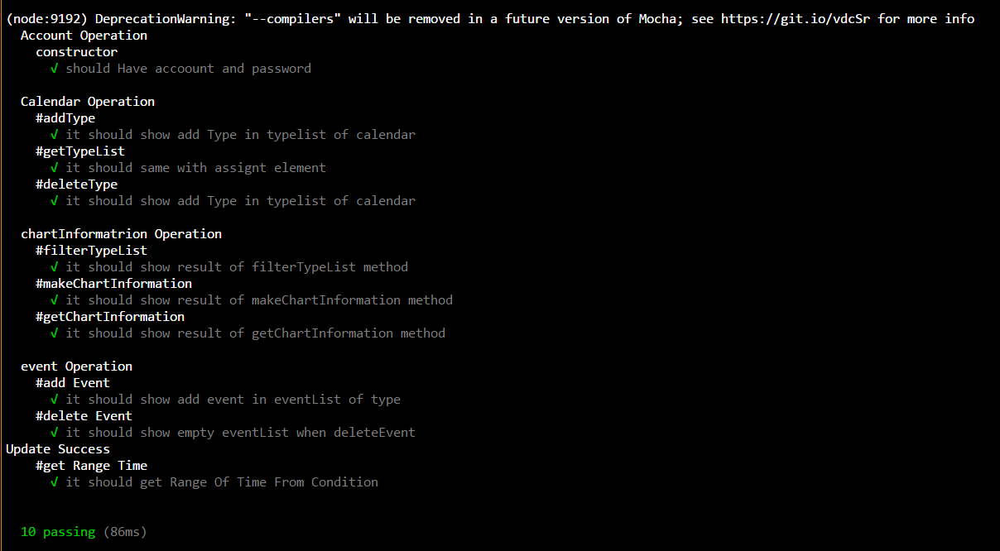 (node:9192) DeprecationWarning: "--compilers" will be removed in a future version of Mocha; see https://git.io/vdcSr for more info
Account Operation
constructor
√ should Have accoount and password
Calendar Operation
#addType
√ it should show add Type in typelist of calendar
#getTypeList
√ it should same with assignt element
#deleteType
√ it should show add Type in typelist of calendar
chartInformatrion Operation
#filterTypeList
√ it should show result of filterTypeList method
#makeChartInformation
√ it should show result of makeChartInformation method
#getChartInformation
√ it should show result of getChartInformation method
event Operation
#add Event
√ it should show add event in eventList of type
#delete Event
√ it should show empty eventList when deleteEvent
Update Success
#get Range Time
√ it should get Range Of Time From Condition
10 passing (86ms)